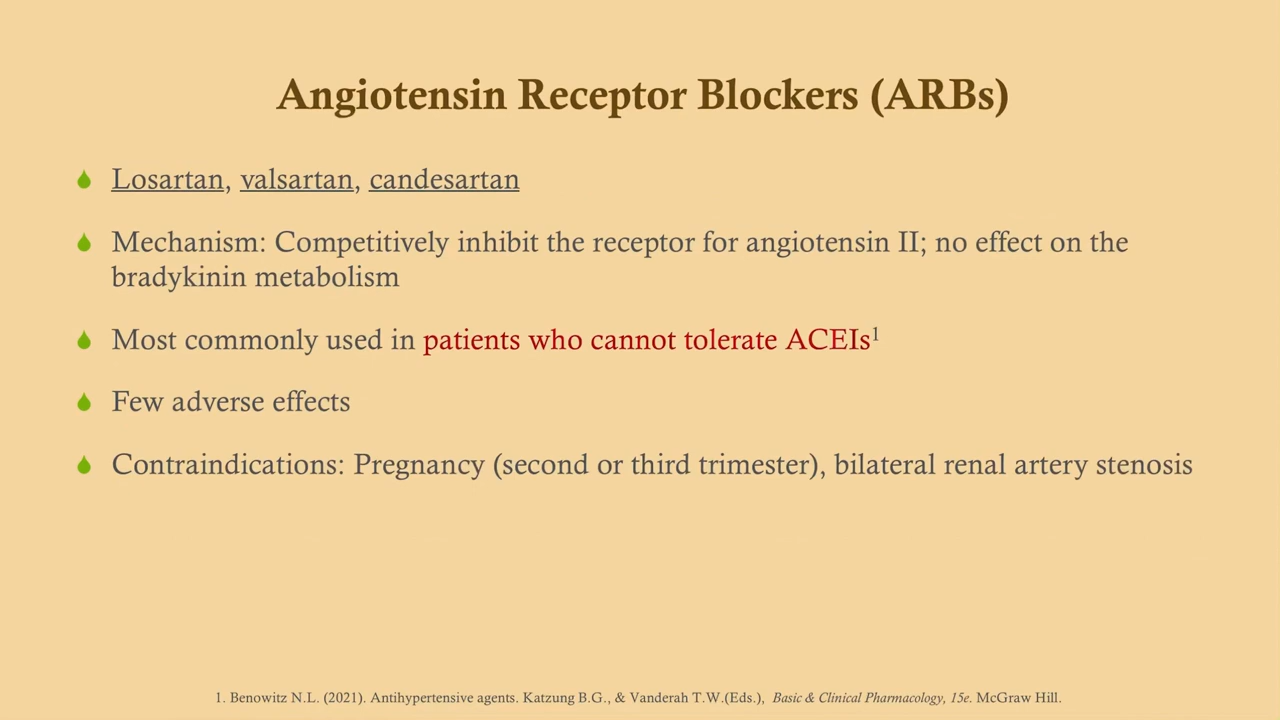 Angiotensin Receptor Blockers (ARBs)
Losartan, valsartan, candesartan
Mechanism: Competitively inhibit the receptor for angiotensin II; no effect on the
bradykinin metabolism
Most commonly used in patients who cannot tolerate ACEIs¹
Few adverse effects
Contraindications: Pregnancy (second or third trimester), bilateral renal artery stenosis
1. Benowitz N.L. (2021). Antihypertensive agents. Katzung B.G., & Vanderah T.W.(Eds.), Basic & Clinical Pharmacology, 15e. McGraw Hill.